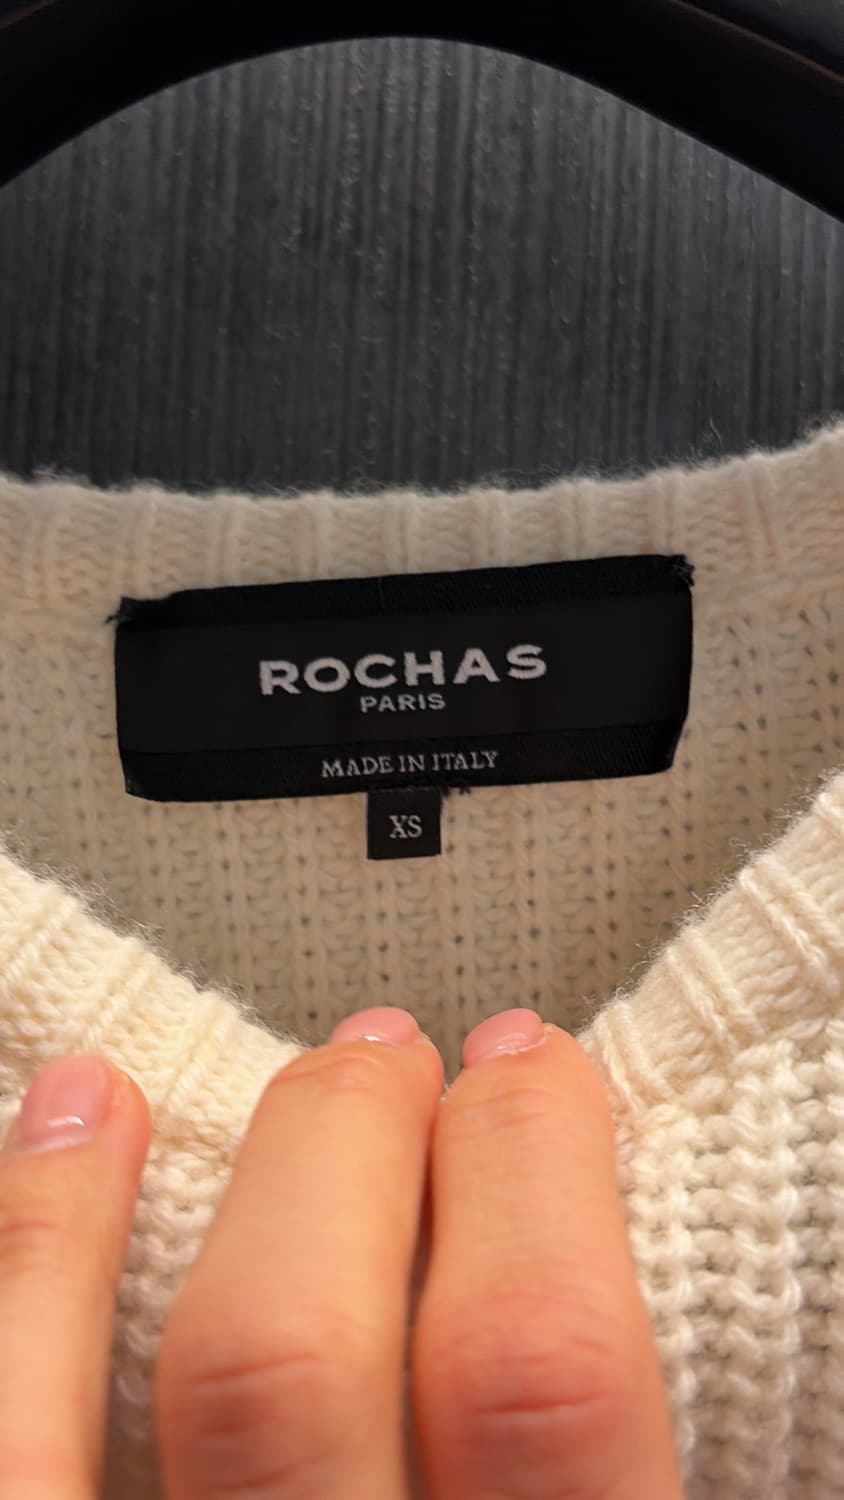 ROCHAS
PARIS
MADE IN ITALY
XS